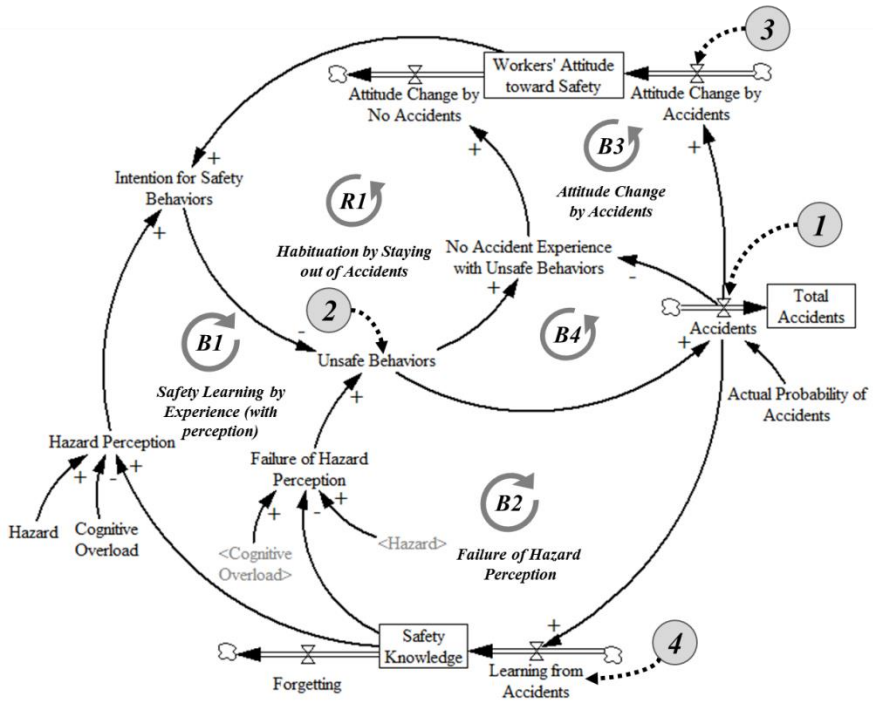 3
Workers' Attitude
toward Safety
Attitude Change by
No Accidents
Attitude Change by
Accidents
+
+
B3
Attitude Change
by Accidents
+
Intention for Safety
Behaviors
+
R1
Habituation by Staying
out of Accidents
1
No Accident Experience
with Unsafe Behaviors
+
-
2
-
B1
B4
Total
Accidents
+
Accidents
Unsafe Behaviors
+
Safety Learning by
Experience (with
perception)
Actual Probability of
Accidents
Hazard Perception
+
-
+
Failure of Hazard
Perception
+
-
+
B2
Hazard
Cognitive
Overload
<Cognitive
Overload>
<Hazard>
Failure of Hazard
Perception
+
Safety
Knowledge
4
Forgetting
Learning from
Accidents